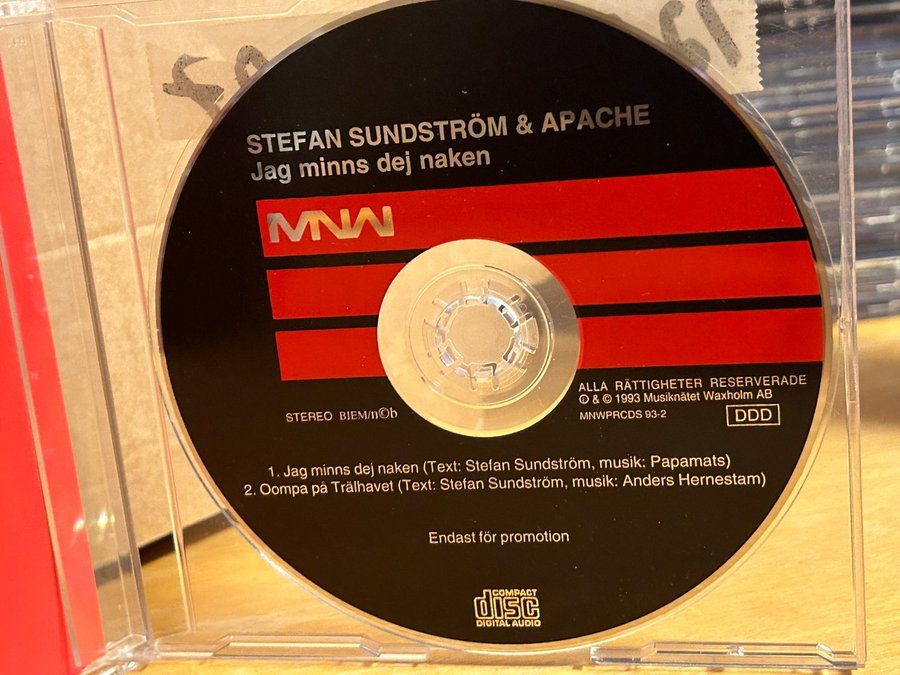 STEFAN SUNDSTRÖM & APACHE
Jag minns dej naken
MNW
ALLA RÄTTIGHETER RESERVERADE
℗ & © 1993 Musiknätet Waxholm AB
STEREO BIEM/n©b
MNWPRCDS 93-2
DDD
1. Jag minns dej naken (Text: Stefan Sundström, musik: Papamats)
2. Oompa på Trälhavet (Text: Stefan Sundström, musik: Anders Hernestam)
Endast för promotion
COMPACT
disc
DIGITAL AUDIO